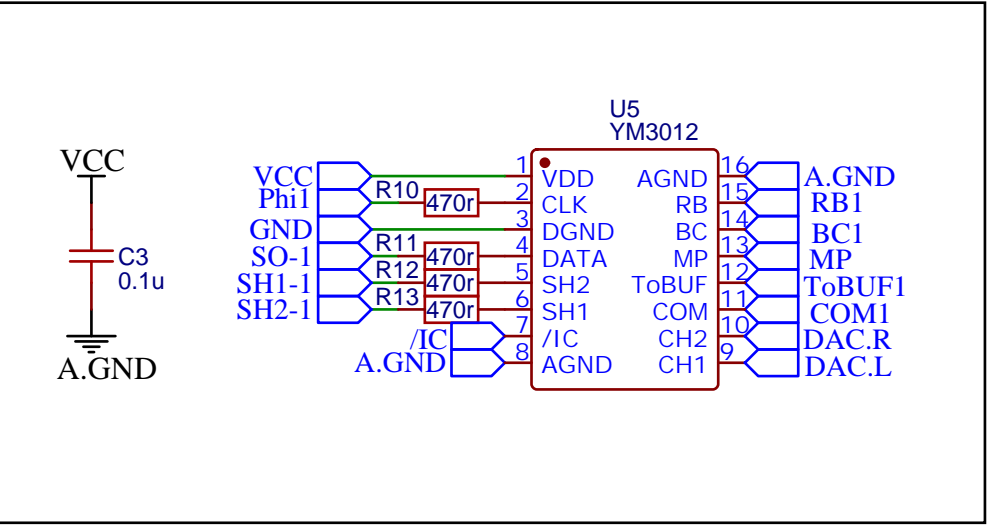 U5
YM3012
VCC
C3
0.1u
A.GND
VCC 1 VDD AGND 16 A.GND
Phi1 R10 470r 2 CLK RB 15 RB1
GND 3 DGND BC 14 BC1
SO-1 R11 470r 4 DATA MP 13 MP
SH1-1 R12 470r 5 SH2 ToBUF 12 ToBUF1
SH2-1 R13 470r 6 SH1 COM 11 COM1
/IC 7 /IC CH2 10 DAC.R
A.GND 8 AGND CH1 9 DAC.L